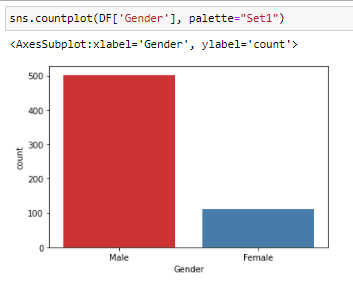 sns.countplot(DF['Gender'], palette="Set1")
<AxesSubplot:xlabel='Gender', ylabel='count'>
500
400
300
200
100
0
count
Male Female
Gender